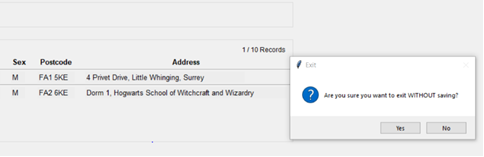 1 / 10 Records
Sex Postcode Address
M FA1 5KE 4 Privet Drive, Little Whinging, Surrey
M FA2 6KE Dorm 1, Hogwarts School of Witchcraft and Wizardry
Exit
Are you sure you want to exit WITHOUT saving?
Yes No